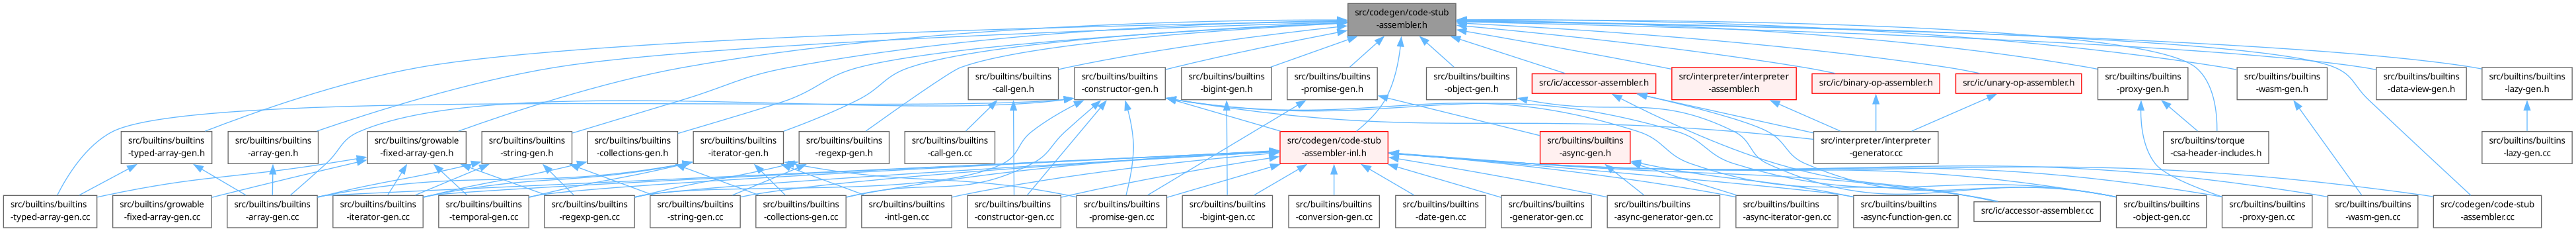 src/codegen/code-stub
-assembler.h
src/builtins/builtins
-call-gen.h
src/builtins/builtins
-constructor-gen.h
src/builtins/builtins
-bigint-gen.h
src/builtins/builtins
-promise-gen.h
src/builtins/builtins
-object-gen.h
src/ic/accessor-assembler.h
src/interpreter/interpreter
-assembler.h
src/ic/binary-op-assembler.h
src/ic/unary-op-assembler.h
src/builtins/builtins
-proxy-gen.h
src/builtins/builtins
-wasm-gen.h
src/builtins/builtins
-data-view-gen.h
src/builtins/builtins
-lazy-gen.h
src/builtins/builtins
-typed-array-gen.h
src/builtins/builtins
-array-gen.h
src/builtins/growable
-fixed-array-gen.h
src/builtins/builtins
-string-gen.h
src/builtins/builtins
-collections-gen.h
src/builtins/builtins
-iterator-gen.h
src/builtins/builtins
-regexp-gen.h
src/builtins/builtins
-call-gen.cc
src/codegen/code-stub
-assembler-inl.h
src/builtins/builtins
-async-gen.h
src/interpreter/interpreter
-generator.cc
src/builtins/torque
-csa-header-includes.h
src/builtins/builtins
-lazy-gen.cc
src/builtins/builtins
-typed-array-gen.cc
src/builtins/growable
-fixed-array-gen.cc
src/builtins/builtins
-array-gen.cc
src/builtins/builtins
-iterator-gen.cc
src/builtins/builtins
-temporal-gen.cc
src/builtins/builtins
-regexp-gen.cc
src/builtins/builtins
-string-gen.cc
src/builtins/builtins
-collections-gen.cc
src/builtins/builtins
-intl-gen.cc
src/builtins/builtins
-constructor-gen.cc
src/builtins/builtins
-promise-gen.cc
src/builtins/builtins
-bigint-gen.cc
src/builtins/builtins
-conversion-gen.cc
src/builtins/builtins
-date-gen.cc
src/builtins/builtins
-generator-gen.cc
src/builtins/builtins
-async-generator-gen.cc
src/builtins/builtins
-async-iterator-gen.cc
src/builtins/builtins
-async-function-gen.cc
src/ic/accessor-assembler.cc
src/builtins/builtins
-object-gen.cc
src/builtins/builtins
-proxy-gen.cc
src/builtins/builtins
-wasm-gen.cc
src/codegen/code-stub
-assembler.cc